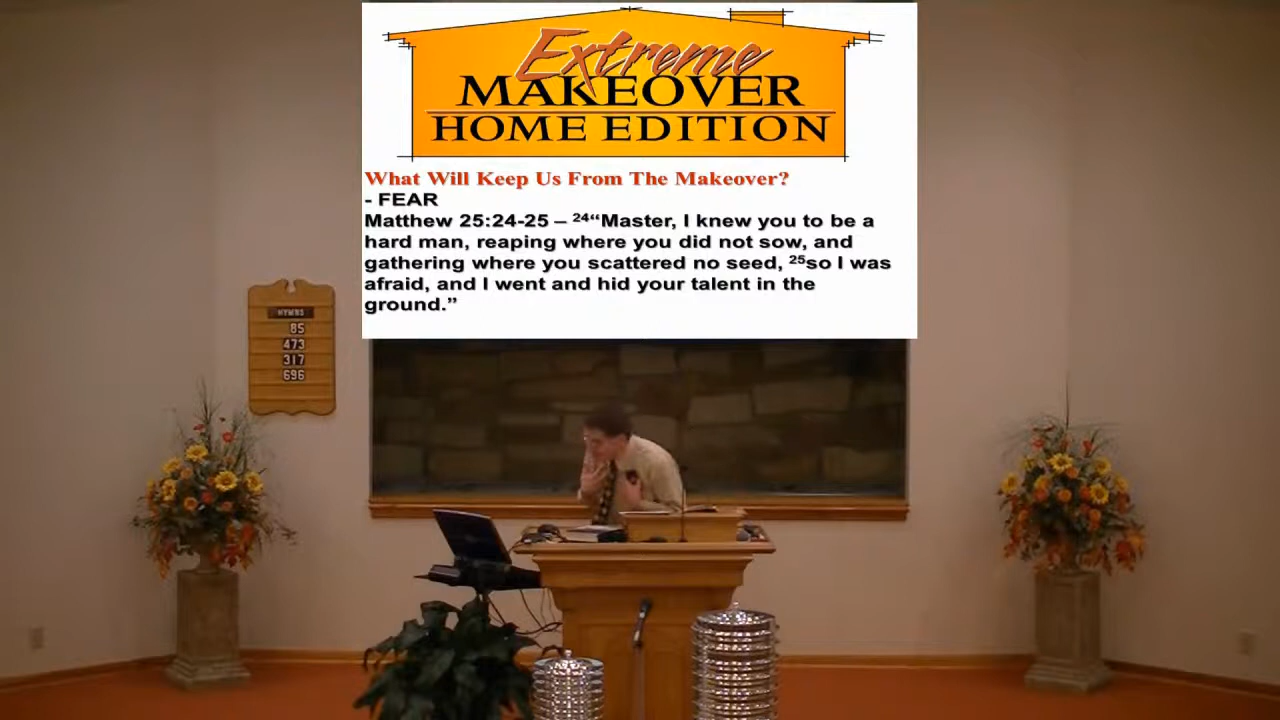 Extreme
MAKEOVER
HOME EDITION
What Will Keep Us From The Makeover?
- FEAR
Matthew 25:24-25 – 24“Master, I knew you to be a
hard man, reaping where you did not sow, and
gathering where you scattered no seed, 25so I was
afraid, and I went and hid your talent in the
ground.”
HYMNS
85
473
317
696